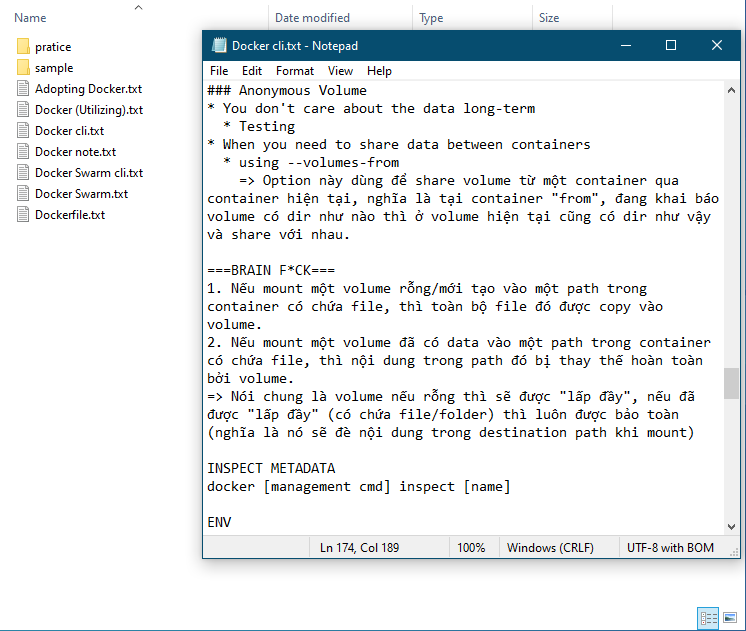 Name
Date modified
Type
Size
pratice
sample
Adopting Docker.txt
Docker (Utilizing).txt
Docker cli.txt
Docker note.txt
Docker Swarm cli.txt
Docker Swarm.txt
Dockerfile.txt
Docker cli.txt - Notepad
File Edit Format View Help
### Anonymous Volume
* You don't care about the data long-term
* Testing
* When you need to share data between containers
* using --volumes-from
=> Option này dùng để share volume từ một container qua
container hiện tại, nghĩa là tại container "from", đang khai báo
volume có dir như nào thì ở volume hiện tại cũng có dir như vậy
và share với nhau.
===BRAIN F*CK===
1. Nếu mount một volume rỗng/mới tạo vào một path trong
container có chứa file, thì toàn bộ file đó được copy vào
volume.
2. Nếu mount một volume đã có data vào một path trong container
có chứa file, thì nội dung trong path đó bị thay thế hoàn toàn
bởi volume.
=> Nói chung là volume nếu rỗng thì sẽ được "lấp đầy", nếu đã
được "lấp đầy" (có chứa file/folder) thì luôn được bảo toàn
(nghĩa là nó sẽ đè nội dung trong destination path khi mount)
INSPECT METADATA
docker [management cmd] inspect [name]
ENV
Ln 174, Col 189
100%
Windows (CRLF)
UTF-8 with BOM